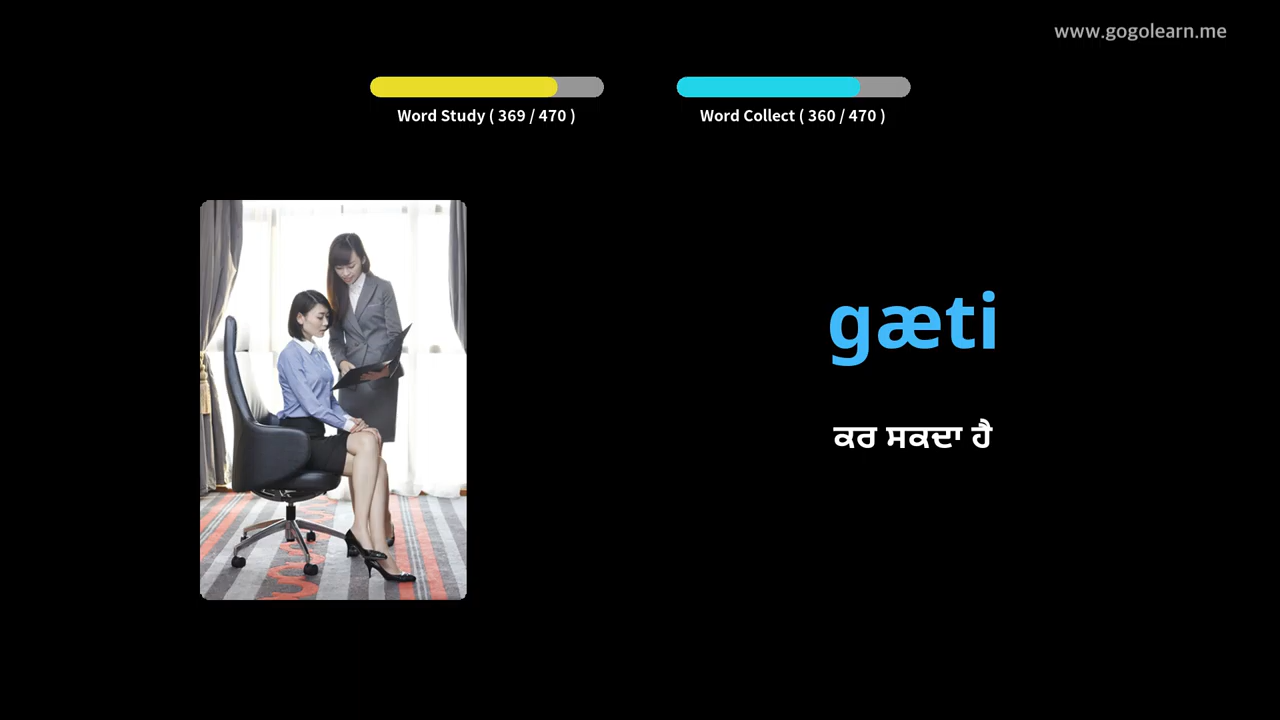 www.gogolearn.me
Word Study ( 369 / 470 )
Word Collect ( 360 / 470 )
gæti
ਕਰ ਸਕਦਾ ਹੈ